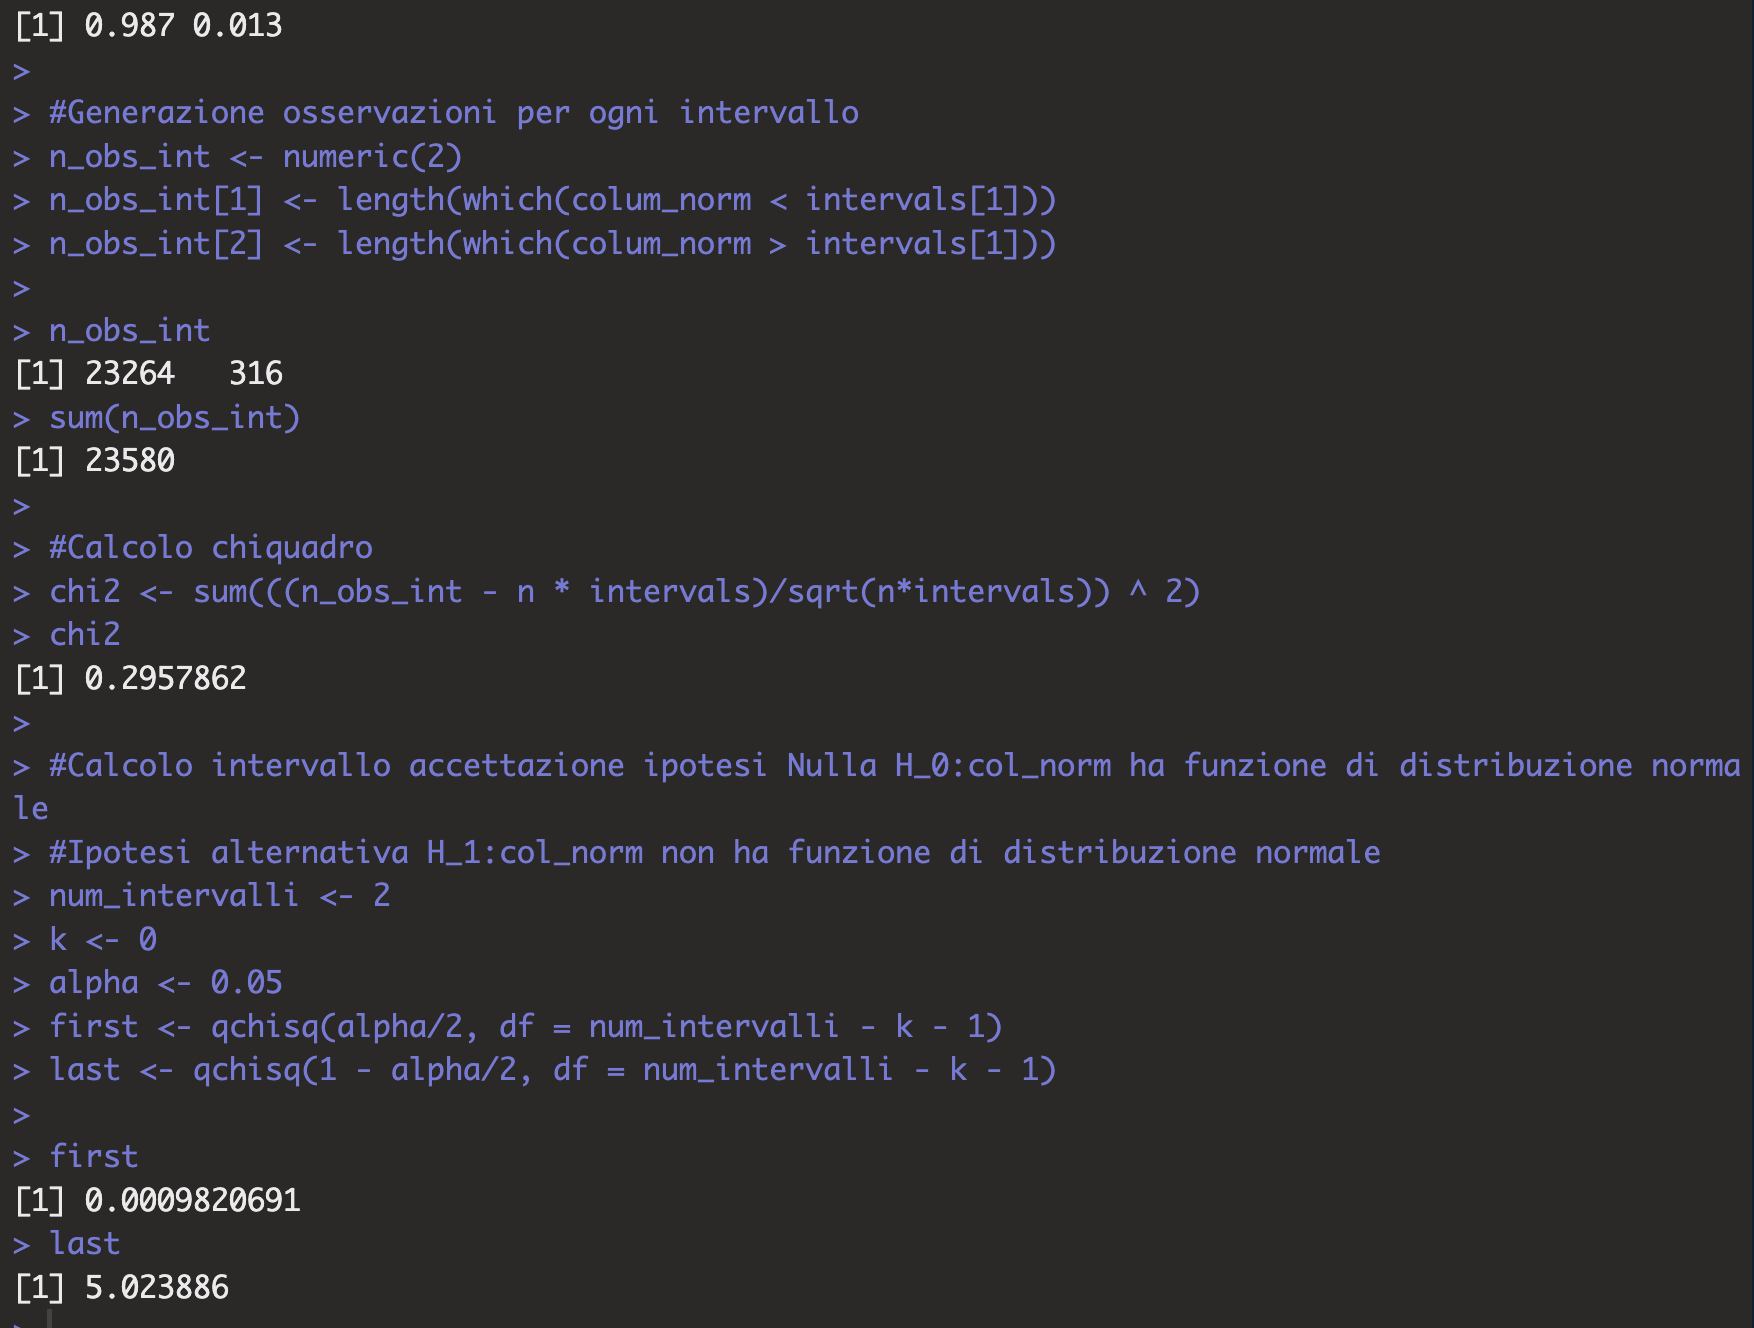 [1] 0.987 0.013
>
> #Generazione osservazioni per ogni intervallo
> n_obs_int <- numeric(2)
> n_obs_int[1] <- length(which(colum_norm < intervals[1]))
> n_obs_int[2] <- length(which(colum_norm > intervals[1]))
>
> n_obs_int
[1] 23264   316
> sum(n_obs_int)
[1] 23580
>
> #Calcolo chiquadro
> chi2 <- sum(((n_obs_int - n * intervals)/sqrt(n*intervals)) ^ 2)
> chi2
[1] 0.2957862
>
> #Calcolo intervallo accettazione ipotesi Nulla H_0:col_norm ha funzione di distribuzione norma
le
> #Ipotesi alternativa H_1:col_norm non ha funzione di distribuzione normale
> num_intervalli <- 2
> k <- 0
> alpha <- 0.05
> first <- qchisq(alpha/2, df = num_intervalli - k - 1)
> last <- qchisq(1 - alpha/2, df = num_intervalli - k - 1)
>
> first
[1] 0.0009820691
> last
[1] 5.023886
>